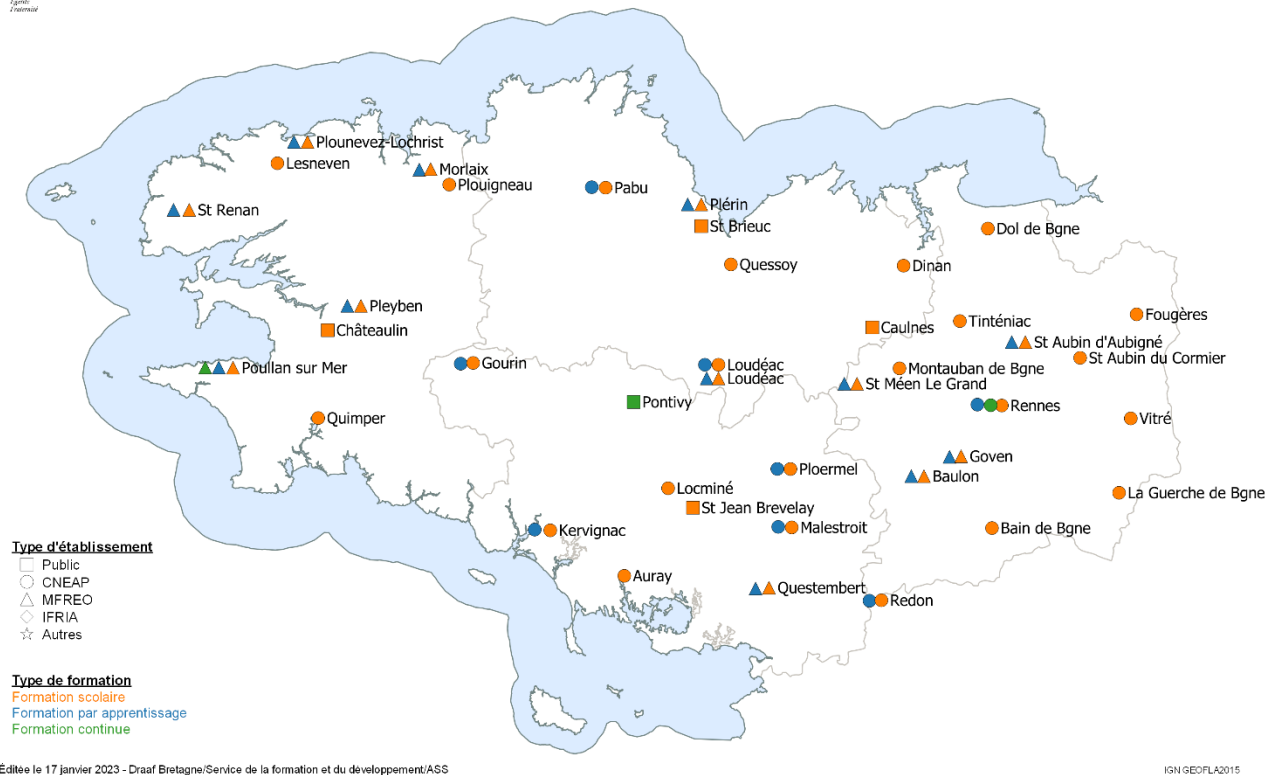 Égalité
Fraternité
Plounevez-Lochrist
Lesneven
Morlaix
Plouigneau
Pabu
St Renan
Plérin
St Brieuc
Dol de Bgne
Quessoy
Dinan
Pleyben
Châteaulin
Caulnes
Tinténiac
Fougères
St Aubin d'Aubigné
St Aubin du Cormier
Poullan sur Mer
Gourin
Loudéac
Loudéac
Montauban de Bgne
St Méen Le Grand
Pontivy
Rennes
Quimper
Vitré
Goven
Ploermel
Baulon
Locminé
La Guerche de Bgne
St Jean Brevelay
Kervignac
Malestroit
Bain de Bgne
Auray
Questembert
Redon
Type d'établissement
Public
CNEAP
MFREO
IFRIA
Autres
Type de formation
Formation scolaire
Formation par apprentissage
Formation continue
Éditée le 17 janvier 2023 - Draaf Bretagne/Service de la formation et du développement/ASS
IGN GEOFLA2015